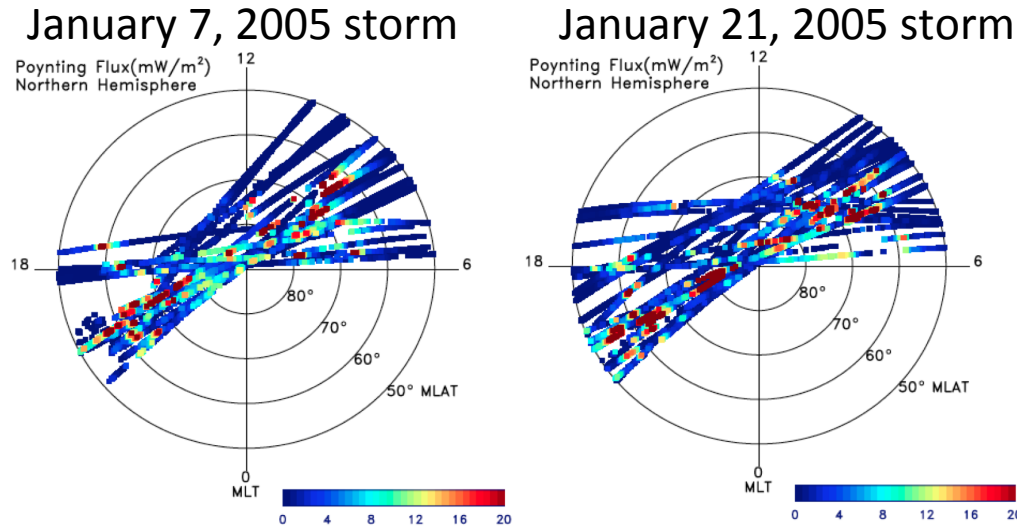 January 7, 2005 storm
12
Poynting Flux(mW/m²)
Northern Hemisphere
18
6
80°
70°
60°
50° MLAT
0
MLT
0 4 8 12 16 20
January 21, 2005 storm
12
Poynting Flux(mW/m²)
Northern Hemisphere
18
6
80°
70°
60°
50° MLAT
0
MLT
0 4 8 12 16 20